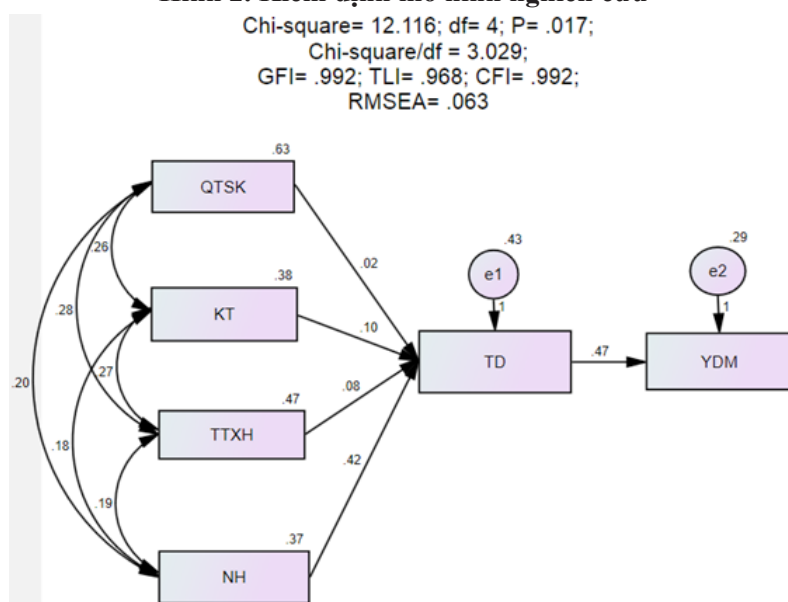 Chi-square= 12.116; df= 4; P= .017;
Chi-square/df = 3.029;
GFI= .992; TLI= .968; CFI= .992;
RMSEA= .063
.63
QTSK
.43
.29
.26
e1
e2
.02
.38
1
1
.28
KT
.10
TD
.47
YDM
.27
.08
.20
.47
TTXH
.42
.18
.19
.37
NH